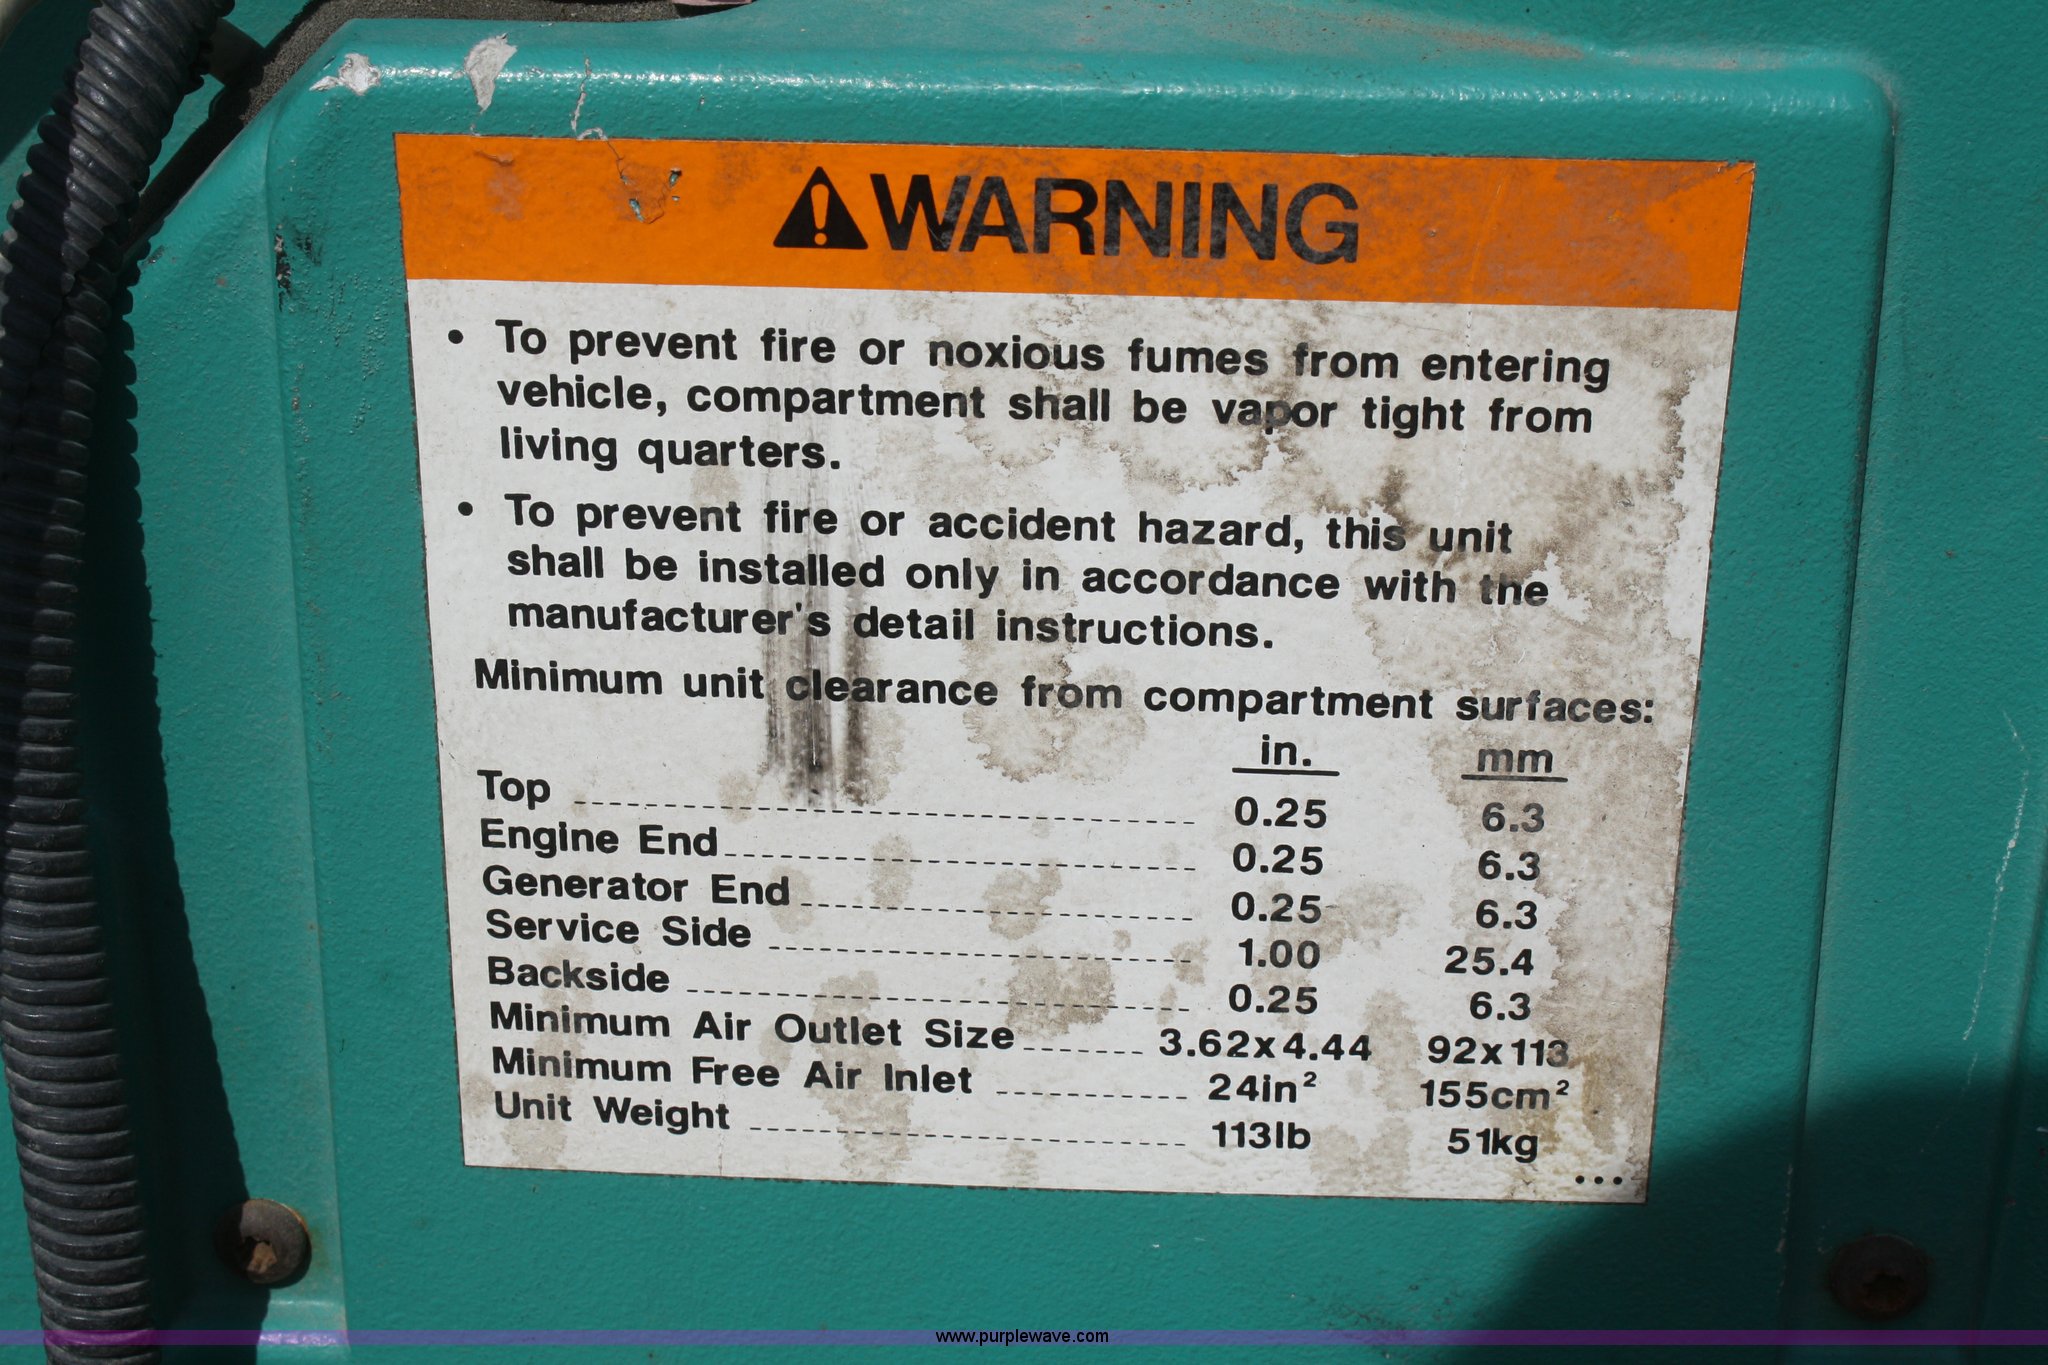 WARNING
• To prevent fire or noxious fumes from entering
vehicle, compartment shall be vapor tight from
living quarters.
• To prevent fire or accident hazard, this unit
shall be installed only in accordance with the
manufacturer's detail instructions.
Minimum unit clearance from compartment surfaces:
in. mm
Top 0.25 6.3
Engine End 0.25 6.3
Generator End 0.25 6.3
Service Side 1.00 25.4
Backside 0.25 6.3
Minimum Air Outlet Size 3.62x4.44 92x113
Minimum Free Air Inlet 24in² 155cm²
Unit Weight 113lb 51kg
...
www.purplewave.com